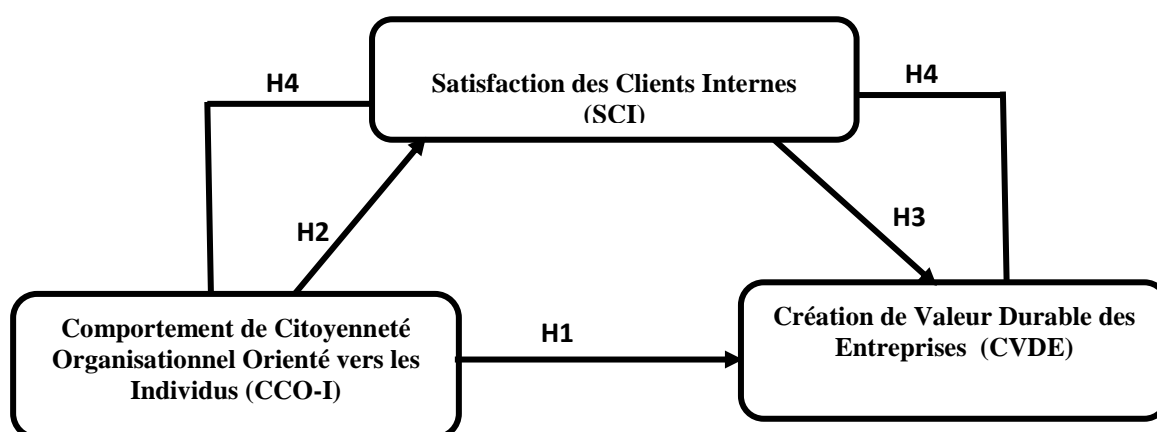 H4
Satisfaction des Clients Internes
(SCI)
H4
H2
H3
Comportement de Citoyenneté
Organisationnel Orienté vers les
Individus (CCO-I)
H1
Création de Valeur Durable des
Entreprises (CVDE)